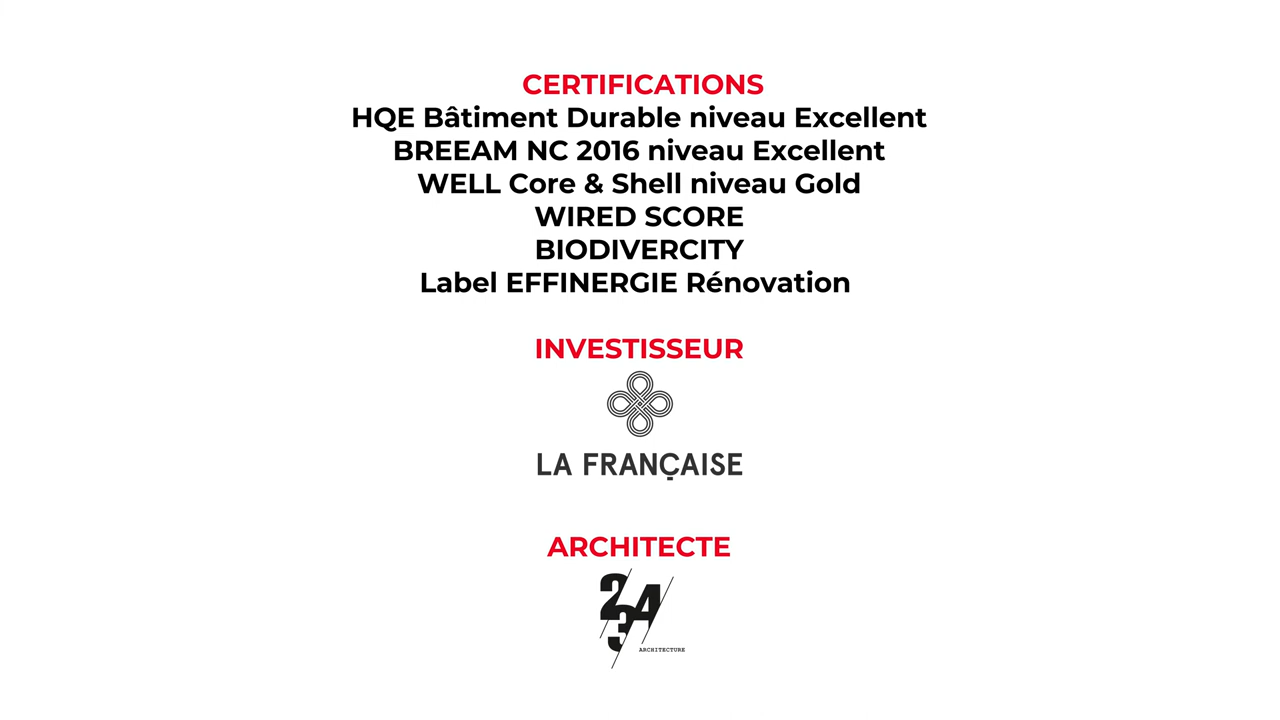 CERTIFICATIONS
HQE Bâtiment Durable niveau Excellent
BREEAM NC 2016 niveau Excellent
WELL Core & Shell niveau Gold
WIRED SCORE
BIODIVERCITY
Label EFFINERGIE Rénovation
INVESTISSEUR
LA FRANÇAISE
ARCHITECTE
234
ARCHITECTURE